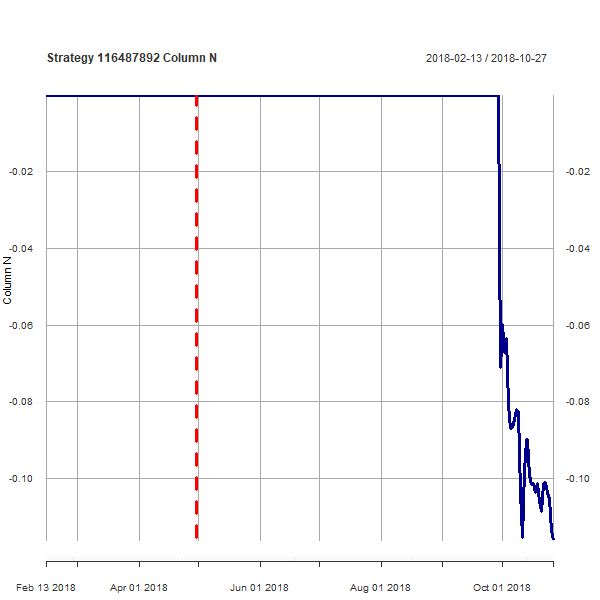 Strategy 116487892 Column N
2018-02-13 / 2018-10-27
-0.02
-0.02
-0.04
-0.04
Column N
-0.06
-0.06
-0.08
-0.08
-0.10
-0.10
Feb 13 2018
Apr 01 2018
Jun 01 2018
Aug 01 2018
Oct 01 2018